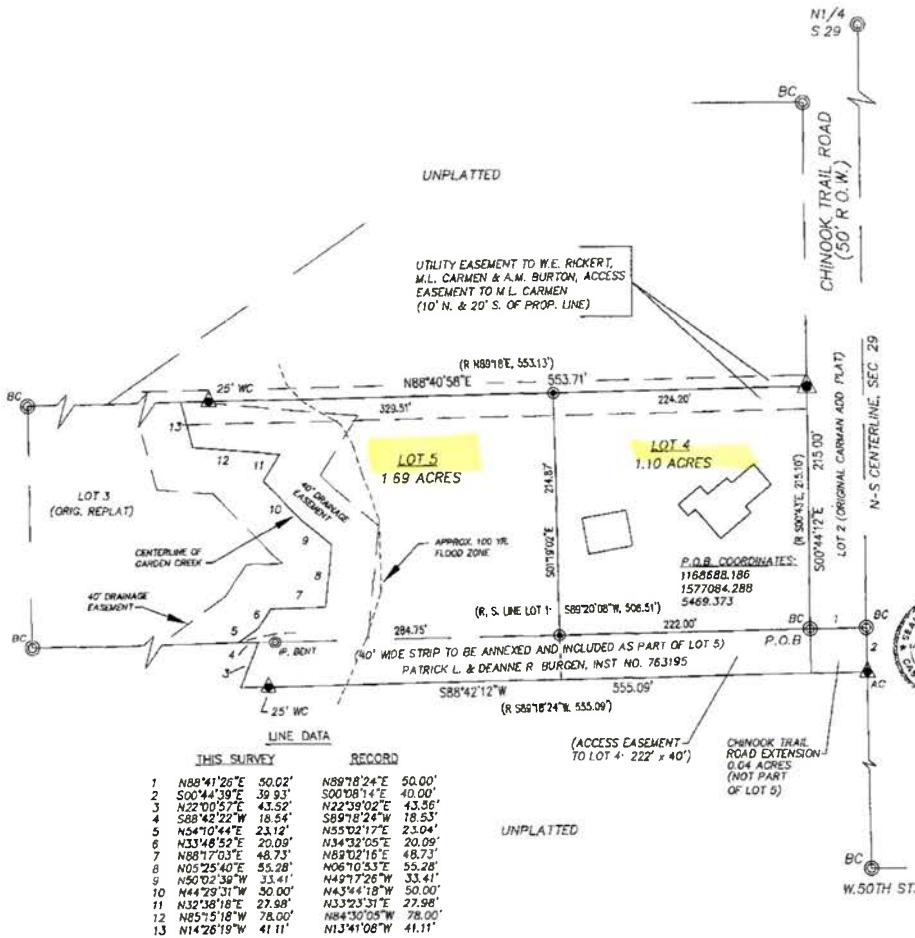 N1/4
S 29
BC
CHINOOK TRAIL ROAD
(50' R O.W.)
UNPLATTED
UTILITY EASEMENT TO W.E. RICKERT,
M.L. CARMEN & A.M. BURTON, ACCESS
EASEMENT TO M L. CARMEN
(10' N. & 20' S. OF PROP. LINE)
(R N89°18'E, 553.13')
N88°40'58"E 553.71'
25' WC
BC
329.51'
224.20'
13
12
11
10
9
8
7
6
5
4
3
LOT 5
1 69 ACRES
LOT 4
1.10 ACRES
LOT 3
(ORIG. REPLAT)
40' DRAINAGE
EASEMENT
CENTERLINE OF
GARDEN CREEK
APPROX. 100 YR.
FLOOD ZONE
40' DRAINAGE
EASEMENT
214.87'
S01°19'02"E
(R S00°43'E, 215.10')
S00°44'12"E 215 00'
LOT 2 (ORIGINAL CARMAN ADD PLAT)
N-S CENTERLINE, SEC 29
P.O.B. COORDINATES:
1168688.186
1577084.288
5469.373
(R, S. LINE LOT 1- S89°20'08"W, 506.51')
284.75'
222.00'
BC
P.O.B
1
BC
2
AC
BC
IP. BENT
(40' WIDE STRIP TO BE ANNEXED AND INCLUDED AS PART OF LOT 5)
PATRICK L. & DEANNE R BURGEN, INST NO. 763195
S88°42'12"W 555.09'
(R S89°18'24"W, 555.09')
25' WC
(ACCESS EASEMENT
TO LOT 4· 222' x 40')
CHINOOK TRAIL
ROAD EXTENSION
0.04 ACRES
(NOT PART
OF LOT 5)
UNPLATTED
BC
W.50TH ST.
LINE DATA
THIS SURVEY RECORD
1 N88°41'26"E 50.02' N89°18'24"E 50.00'
2 S00°44'39"E 39 93' S00°08'14"E 40.00'
3 N22°00'57"E 43.52' N22°39'02"E 43.56'
4 S88°42'22"W 18.54' S89°18'24"W 18.53'
5 N54°10'44"E 23.12' N55°02'17"E 23.04'
6 N33°48'52"E 20.09' N34°32'05"E 20.09'
7 N88°17'03"E 48.73' N89°02'16"E 48.73'
8 N05°25'40"E 55.28' N06°10'53"E 55.28'
9 N50°02'39"W 33.41' N49°17'26"W 33.41'
10 N44°29'31"W 50.00' N43°44'18"W 50.00'
11 N32°38'18"E 27.98' N33°23'31"E 27.98'
12 N85°15'18"W 78.00' N84°30'05"W 78.00'
13 N14°26'19"W 41 11' N13°41'06"W 41.11'